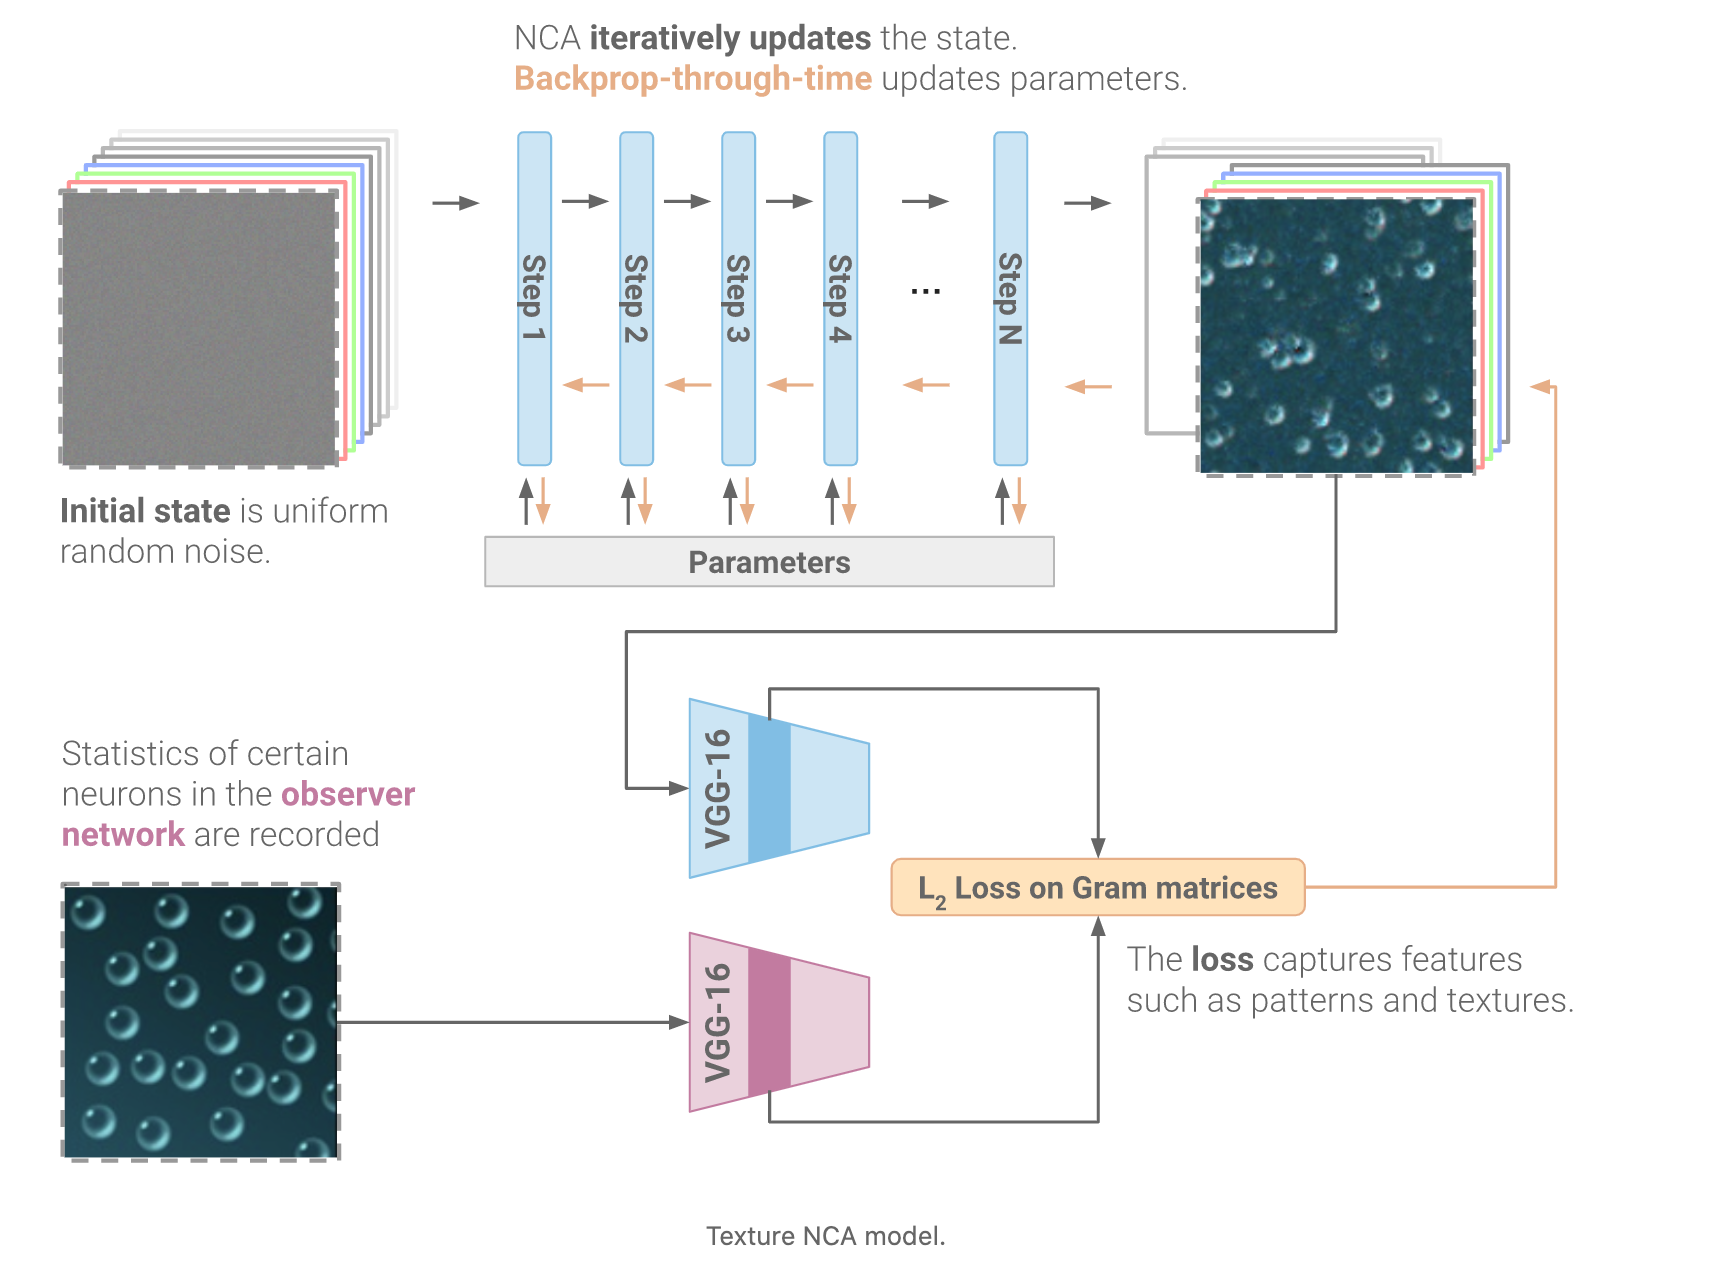 NCA iteratively updates the state.
Backprop-through-time updates parameters.
Step 1
Step 2
Step 3
Step 4
...
Step N
Initial state is uniform
random noise.
Parameters
Statistics of certain
neurons in the observer
network are recorded
VGG-16
L2 Loss on Gram matrices
VGG-16
The loss captures features
such as patterns and textures.
Texture NCA model.